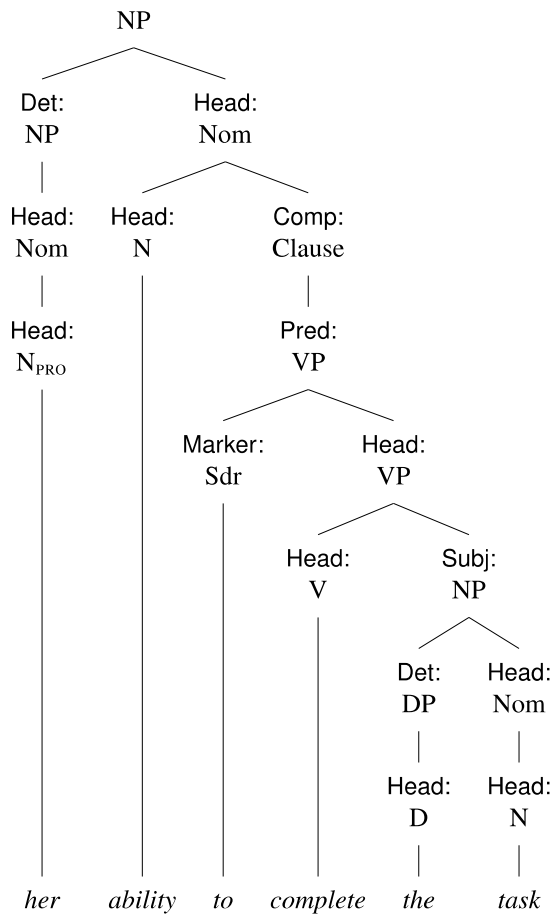 NP
Det: Head:
NP Nom
Head: Head: Comp:
Nom N Clause
Head: Pred:
N_PRO VP
Marker: Head:
Sdr VP
Head: Subj:
V NP
Det: Head:
DP Nom
Head: Head:
D N
her ability to complete the task